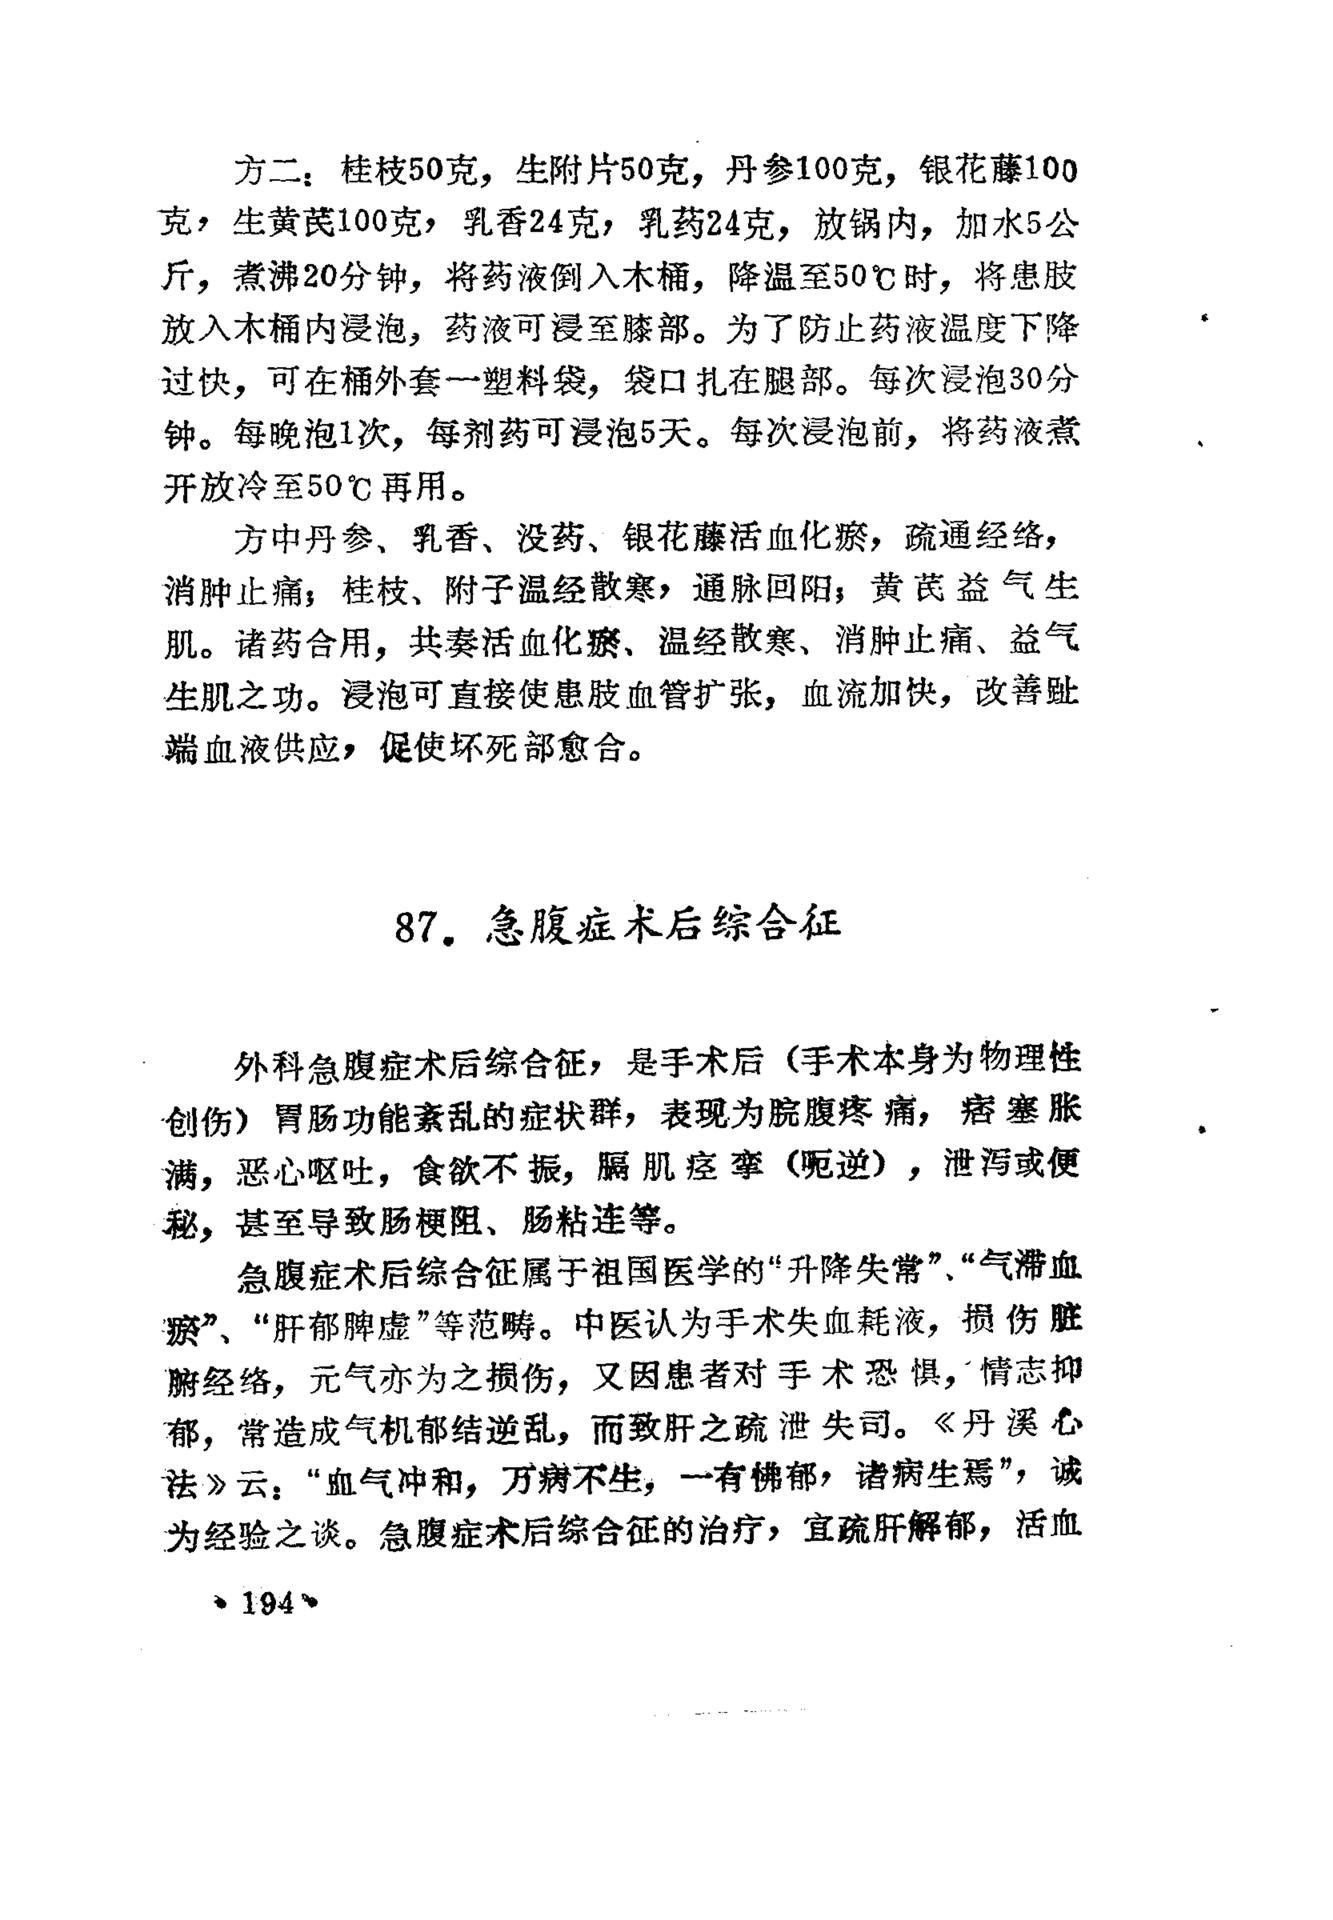 方二：桂枝50克，生附片50克，丹参100克，银花藤100
克，生黄芪100克，乳香24克，乳药24克，放锅内，加水5公
斤，煮沸20分钟，将药液倒入木桶，降温至50℃时，将患肢
放入木桶内浸泡，药液可浸至膝部。为了防止药液温度下降
过快，可在桶外套一塑料袋，袋口扎在腿部。每次浸泡30分
钟。每晚泡1次，每剂药可浸泡5天。每次浸泡前，将药液煮
开放冷至50℃再用。
方中丹参、乳香、没药、银花藤活血化瘀，疏通经络，
消肿止痛；桂枝、附子温经散寒，通脉回阳；黄芪益气生
肌。诸药合用，共奏活血化瘀、温经散寒、消肿止痛、益气
生肌之功。浸泡可直接使患肢血管扩张，血流加快，改善趾
端血液供应，促使坏死部愈合。
87．急腹症术后综合征
外科急腹症术后综合征，是手术后（手术本身为物理性
创伤）胃肠功能紊乱的症状群，表现为脘腹疼痛，痞塞胀
满，恶心呕吐，食欲不振，膈肌痉挛（呃逆），泄泻或便
秘，甚至导致肠梗阻、肠粘连等。
急腹症术后综合征属于祖国医学的“升降失常”、“气滞血
瘀”、“肝郁脾虚”等范畴。中医认为手术失血耗液，损伤脏
腑经络，元气亦为之损伤，又因患者对手术恐惧，情志抑
郁，常造成气机郁结逆乱，而致肝之疏泄失司。《丹溪心
法》云：“血气冲和，万病不生，一有怫郁，诸病生焉”，诚
为经验之谈。急腹症术后综合征的治疗，宜疏肝解郁，活血
• 194 •